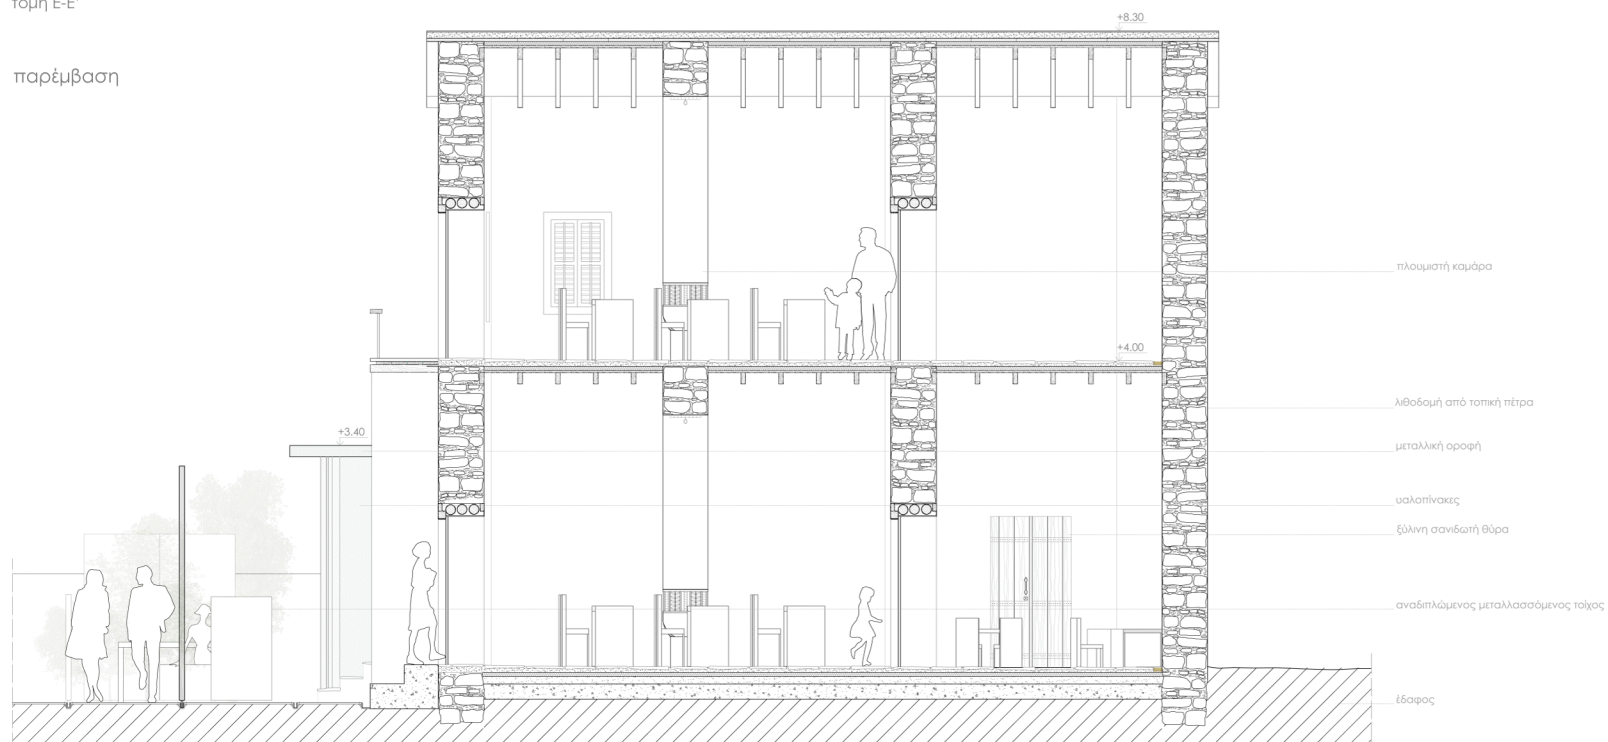 τομή Ε-Ε'
παρέμβαση
+8.30
πλουμιστή καμάρα
+4.00
λιθοδομή από τοπική πέτρα
+3.40
μεταλλική οροφή
υαλοπίνακες
ξύλινη σανιδωτή θύρα
αναδιπλώμενος μεταλλασσόμενος τοίχος
έδαφος